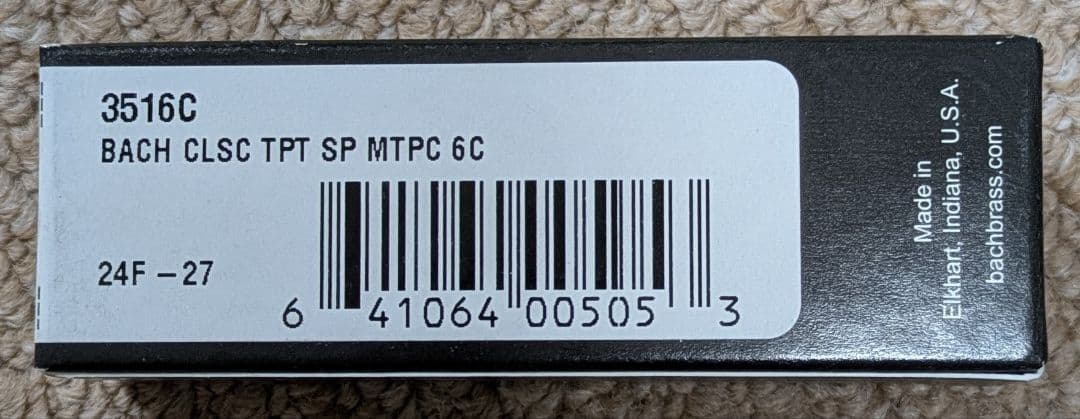 3516C
BACH CLSC TPT SP MTPC 6C
24F – 27
6 41064 00505 3
Made in
Elkhart, Indiana, U.S.A.
bachbrass.com